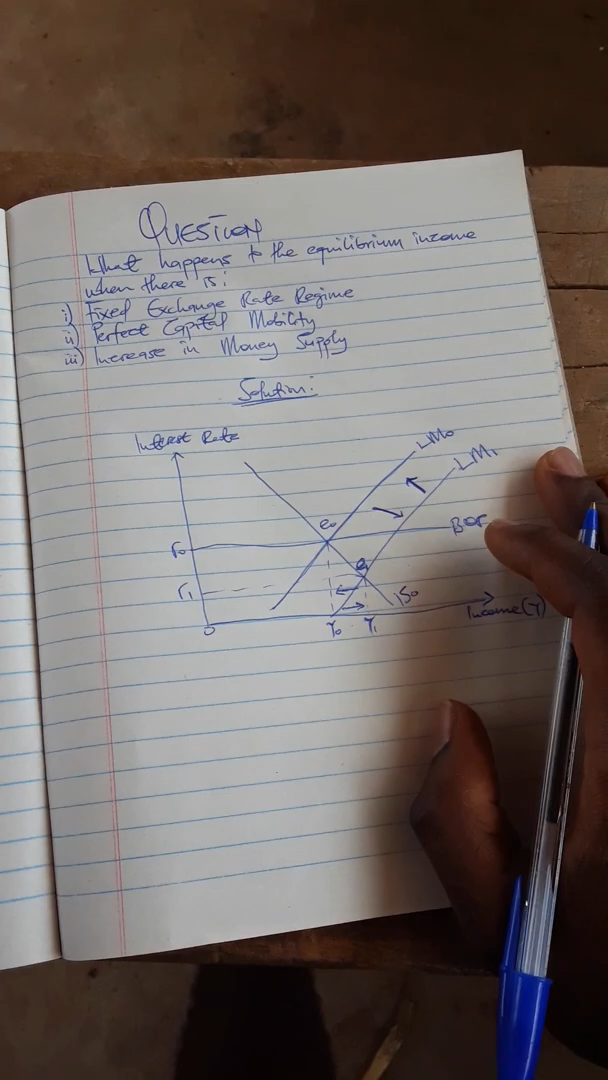 QUESTION
What happens to the equilibrium income
when there is:
i) Fixed Exchange Rate Regime
ii) Perfect Capital Mobility
iii) Increase in Money Supply
Solution:
Interest Rate
LM₀
LM₁
e₀
BOP
r₀
e₁
r₁
IS₀
Income(Y)
0
Y₀
Y₁